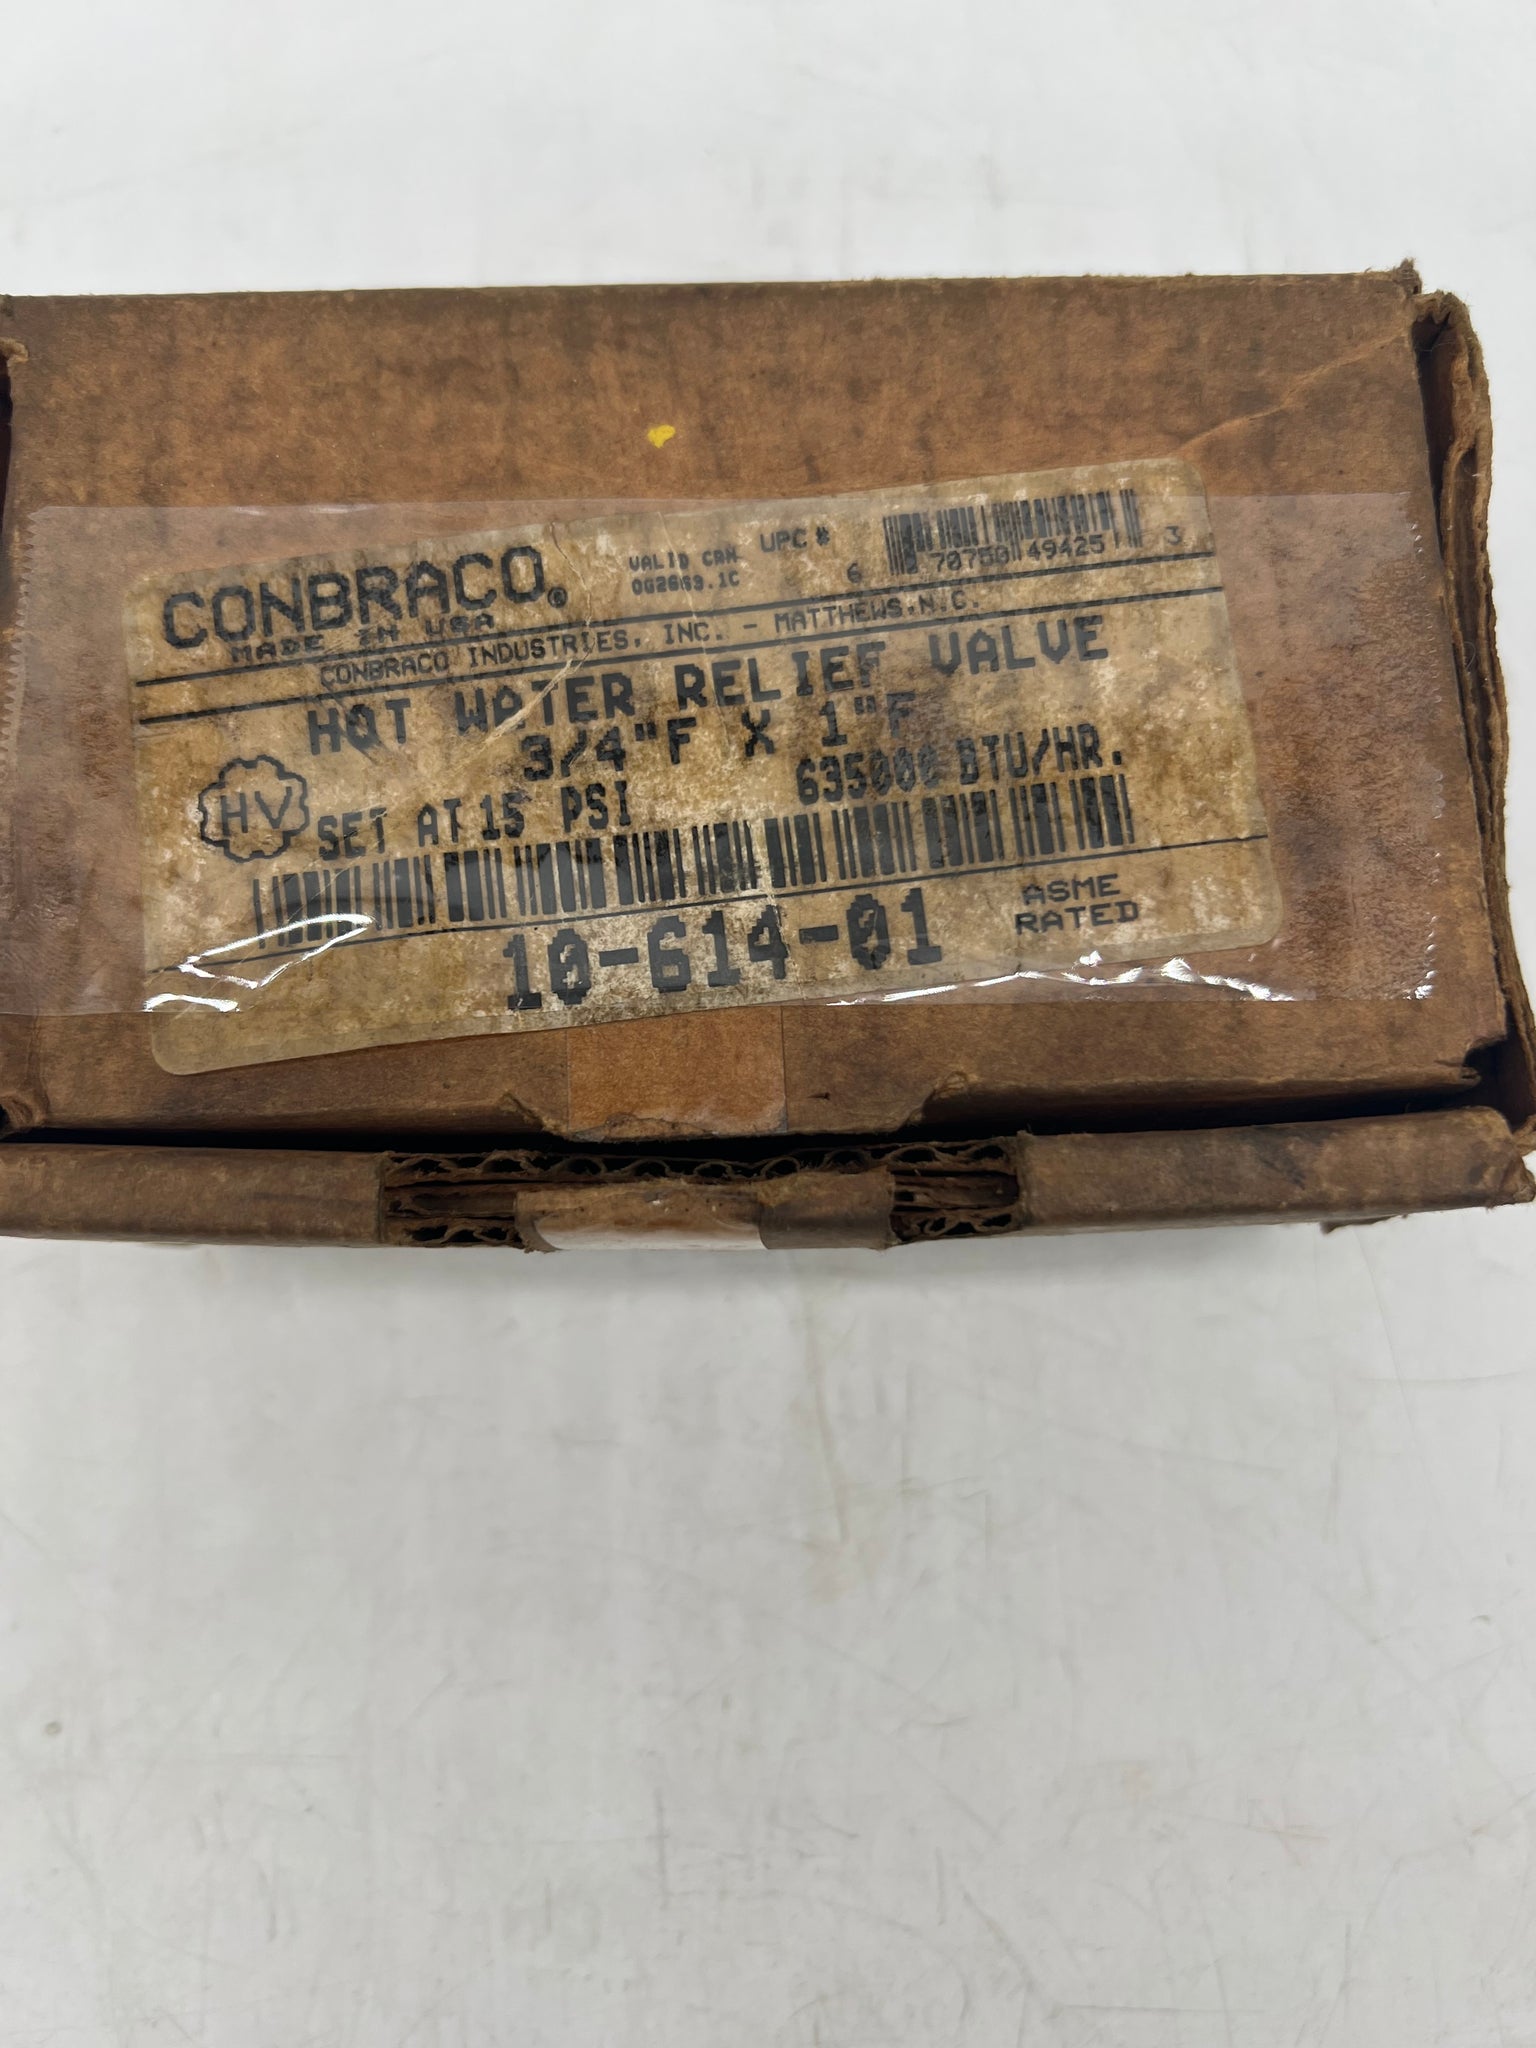 CONBRACO®
MADE IN USA
VALID CRN
0G2669.1C
UPC #
6 70750 49425 3
CONBRACO INDUSTRIES, INC. - MATTHEWS, N.C.
HOT WATER RELIEF VALVE
3/4"F X 1"F
HV
SET AT 15 PSI 635000 BTU/HR.
10-614-01
ASME
RATED